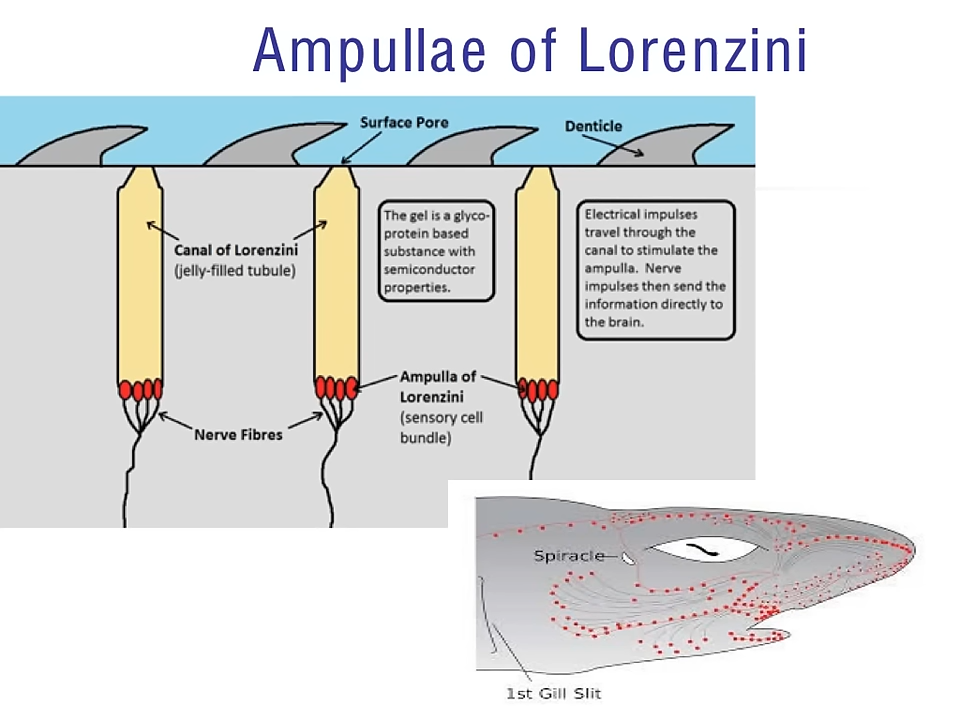 Ampullae of Lorenzini
Surface Pore
Denticle
Canal of Lorenzini
(jelly-filled tubule)
The gel is a glyco-
protein based
substance with
semiconductor
properties.
Electrical impulses
travel through the
canal to stimulate the
ampulla. Nerve
impulses then send the
information directly to
the brain.
Ampulla of
Lorenzini
(sensory cell
bundle)
Nerve Fibres
Spiracle
1st Gill Slit